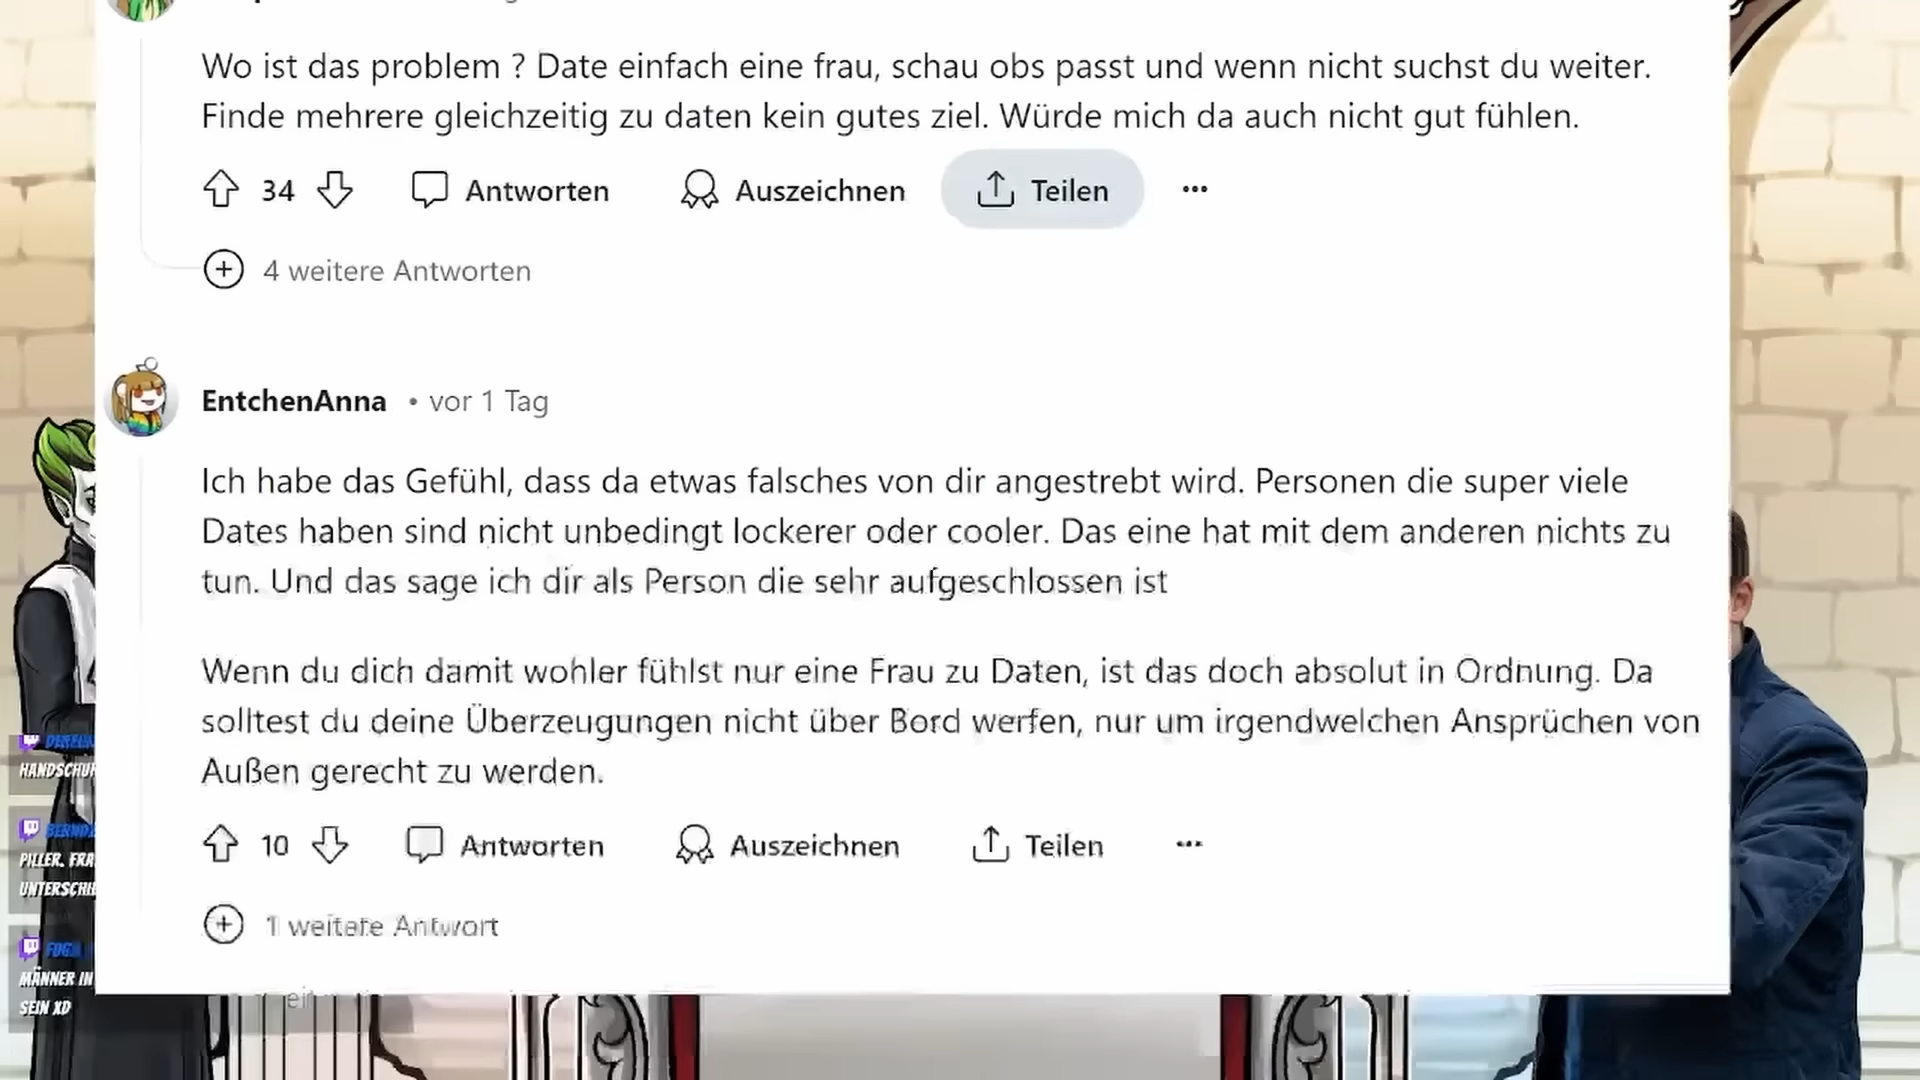 Wo ist das problem ? Date einfach eine frau, schau obs passt und wenn nicht suchst du weiter.
Finde mehrere gleichzeitig zu daten kein gutes ziel. Würde mich da auch nicht gut fühlen.
34 Antworten Auszeichnen Teilen ...
4 weitere Antworten
EntchenAnna • vor 1 Tag
Ich habe das Gefühl, dass da etwas falsches von dir angestrebt wird. Personen die super viele
Dates haben sind nicht unbedingt lockerer oder cooler. Das eine hat mit dem anderen nichts zu
tun. Und das sage ich dir als Person die sehr aufgeschlossen ist
Wenn du dich damit wohler fühlst nur eine Frau zu Daten, ist das doch absolut in Ordnung. Da
solltest du deine Überzeugungen nicht über Bord werfen, nur um irgendwelchen Ansprüchen von
Außen gerecht zu werden.
10 Antworten Auszeichnen Teilen ...
1 weitere Antwort
HANDSCHUH
PILLER. FRA
UNTERSCHI
MÄNNER IN
SEIN XD